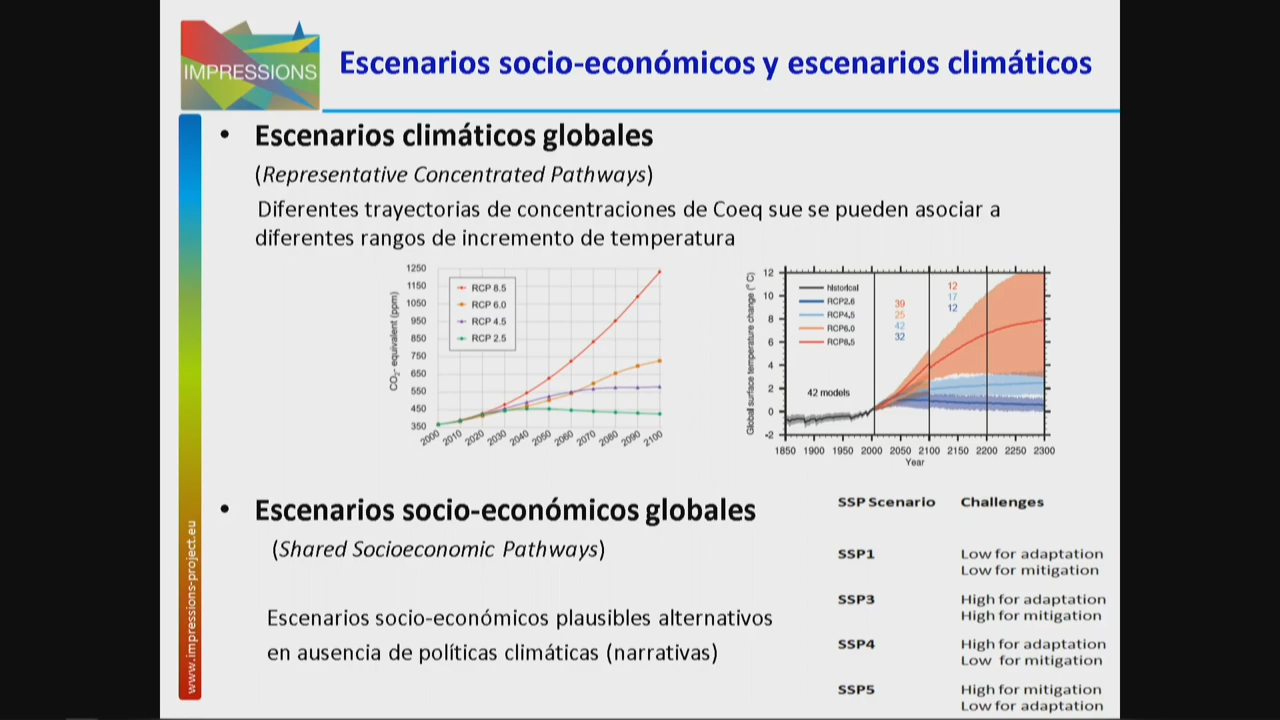 IMPRESSIONS
Escenarios socio-económicos y escenarios climáticos
• Escenarios climáticos globales
(Representative Concentrated Pathways)
Diferentes trayectorias de concentraciones de Coeq sue se pueden asociar a
diferentes rangos de incremento de temperatura
CO2- equivalent (ppm)
1250
1150
1050
950
850
750
650
550
450
350
RCP 8.5
RCP 6.0
RCP 4.5
RCP 2.5
2000 2010 2020 2030 2040 2050 2060 2070 2080 2090 2100
Global surface temperature change (° C)
12
10
8
6
4
2
0
-2
historical
RCP2.6
RCP4.5
RCP6.0
RCP8.5
39
25
42
32
12
17
12
42 models
1850 1900 1950 2000 2050 2100 2150 2200 2250 2300
Year
• Escenarios socio-económicos globales
(Shared Socioeconomic Pathways)
Escenarios socio-económicos plausibles alternativos
en ausencia de políticas climáticas (narrativas)
SSP Scenario Challenges
SSP1 Low for adaptation
Low for mitigation
SSP3 High for adaptation
High for mitigation
SSP4 High for adaptation
Low for mitigation
SSP5 High for mitigation
Low for adaptation
www.impressions-project.eu